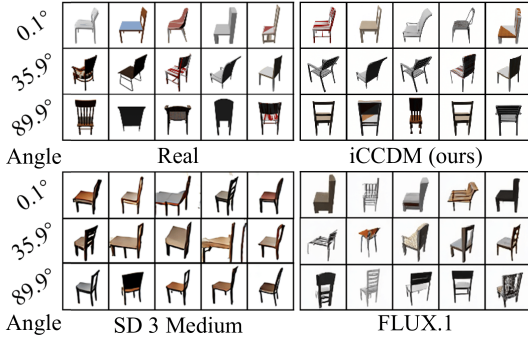 0.1°
35.9°
89.9°
Angle
Real
iCCDM (ours)
0.1°
35.9°
89.9°
Angle
SD 3 Medium
FLUX.1